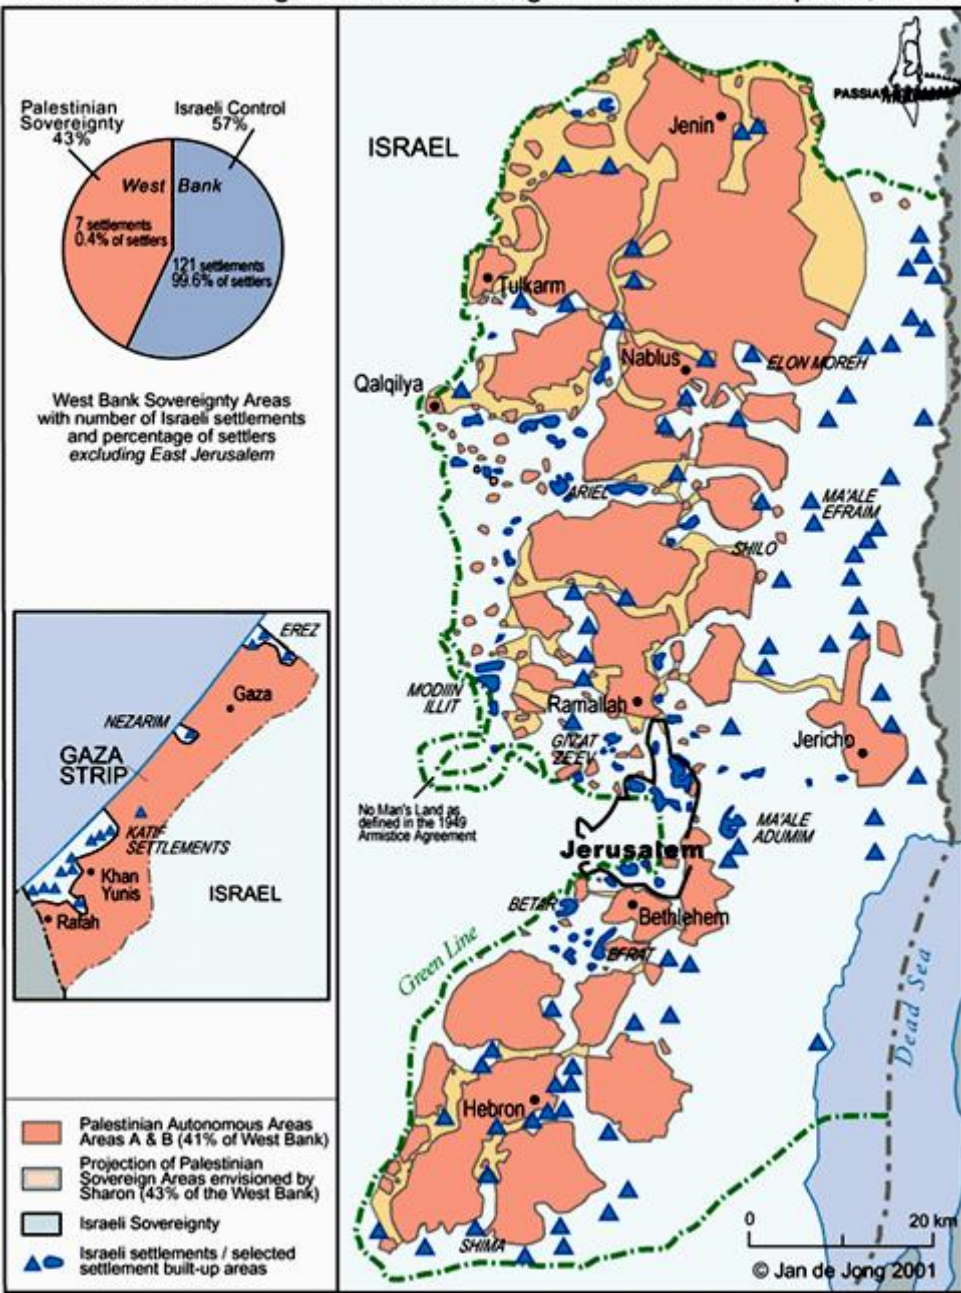 Palestinian
Sovereignty
43%
Israeli Control
57%
West Bank
7 settlements
0.4% of settlers
121 settlements
99.6% of settlers
West Bank Sovereignty Areas
with number of Israeli settlements
and percentage of settlers
excluding East Jerusalem
EREZ
Gaza
NEZARIM
GAZA
STRIP
KATIF
SETTLEMENTS
Khan
Yunis
ISRAEL
Rafah
Palestinian Autonomous Areas
Areas A & B (41% of West Bank)
Projection of Palestinian
Sovereign Areas envisioned by
Sharon (43% of the West Bank)
Israeli Sovereignty
Israeli settlements / selected
settlement built-up areas
PASSIA
ISRAEL
Jenin
Tulkarm
Nablus
ELON MOREH
Qalqilya
ARIEL
MA'ALE
EFRAIM
SHILO
MODIIN
ILLIT
Ramallah
GIV'AT
ZE'EV
Jericho
No Man's Land as
defined in the 1949
Armistice Agreement
MA'ALE
ADUMIM
Jerusalem
BETAR
Bethlehem
EFRAT
Green Line
Dead Sea
Hebron
SHIMA
0 20 km
© Jan de Jong 2001